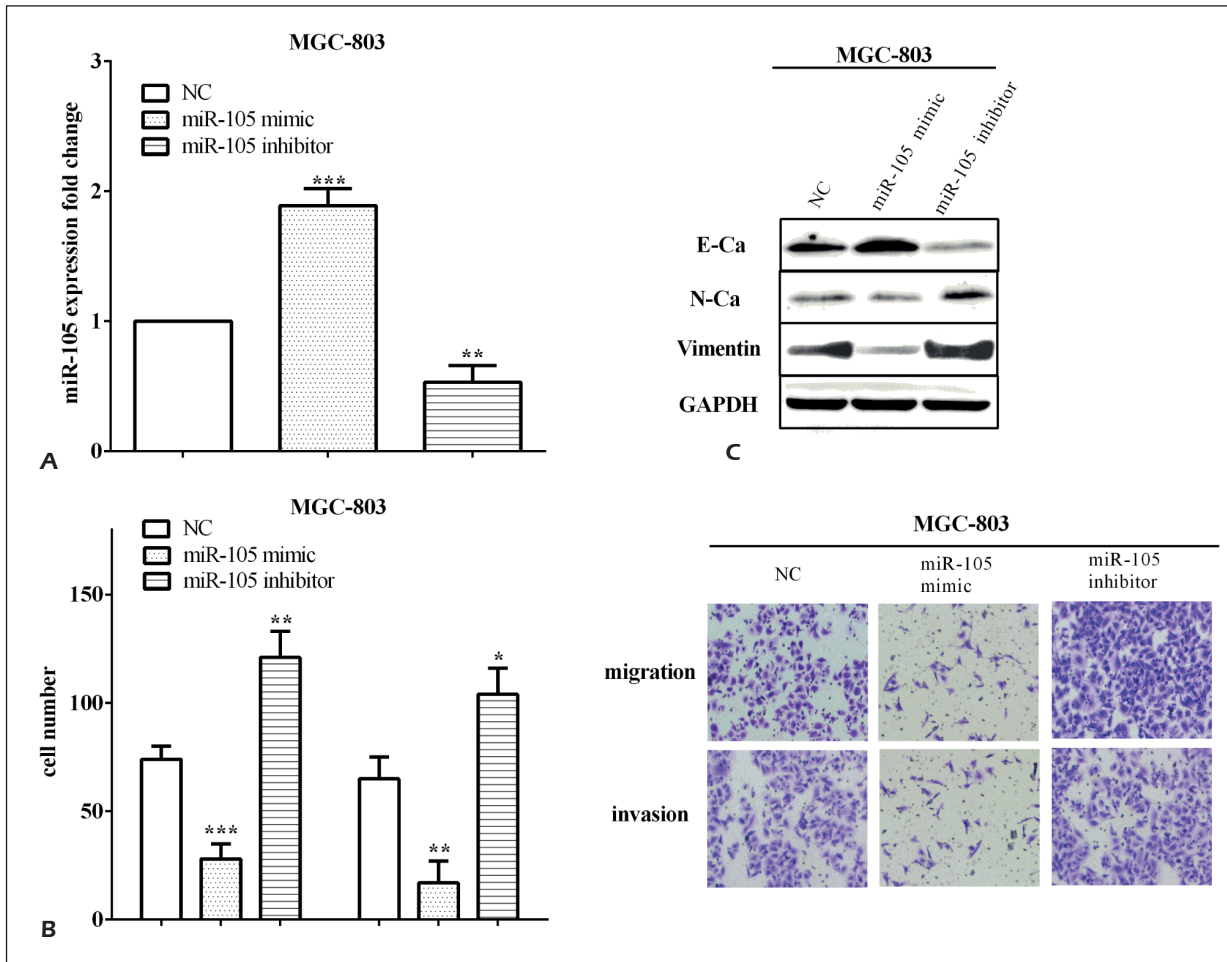 MGC-803
3
2
1
0
miR-105 expression fold change
NC
miR-105 mimic
miR-105 inhibitor
***
**
A
MGC-803
NC
miR-105 mimic
miR-105 inhibitor
E-Ca
N-Ca
Vimentin
GAPDH
C
MGC-803
150
100
50
0
cell number
NC
miR-105 mimic
miR-105 inhibitor
***
**
**
*
B
MGC-803
NC
miR-105
mimic
miR-105
inhibitor
migration
invasion